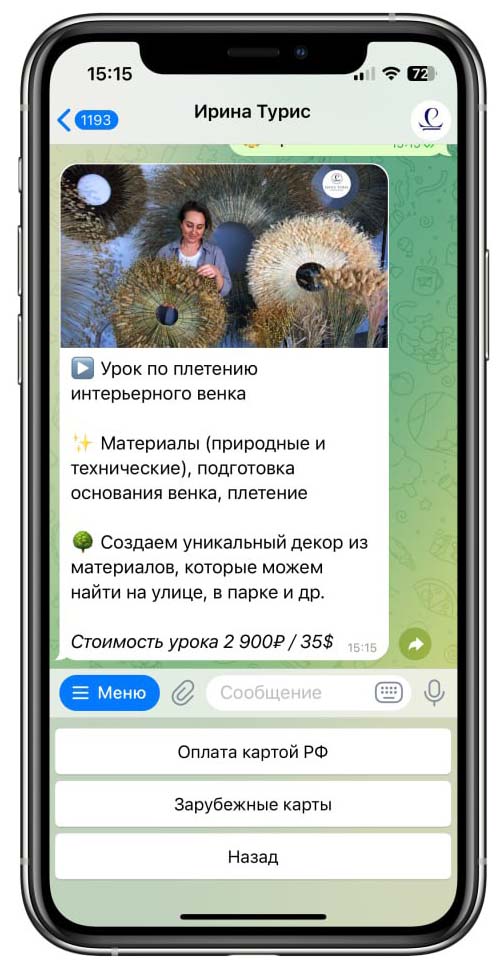 15:15
72
1193
Ирина Турис
▶️ Урок по плетению
интерьерного венка
✨ Материалы (природные и
технические), подготовка
основания венка, плетение
🌳 Создаем уникальный декор из
материалов, которые можем
найти на улице, в парке и др.
Стоимость урока 2 900₽ / 35$
15:15
Меню
Сообщение
Оплата картой РФ
Зарубежные карты
Назад